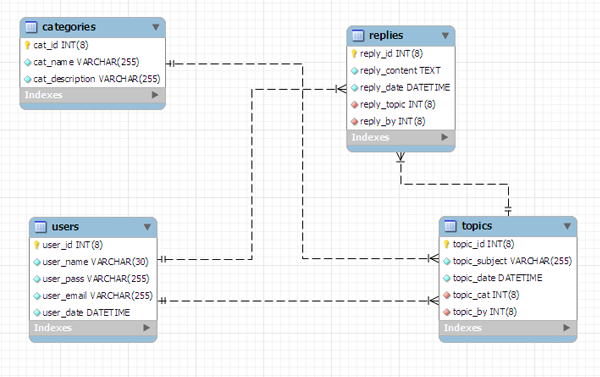 categories
cat_id INT(8)
cat_name VARCHAR(255)
cat_description VARCHAR(255)
Indexes
replies
reply_id INT(8)
reply_content TEXT
reply_date DATETIME
reply_topic INT(8)
reply_by INT(8)
Indexes
users
user_id INT(8)
user_name VARCHAR(30)
user_pass VARCHAR(255)
user_email VARCHAR(255)
user_date DATETIME
Indexes
topics
topic_id INT(8)
topic_subject VARCHAR(255)
topic_date DATETIME
topic_cat INT(8)
topic_by INT(8)
Indexes